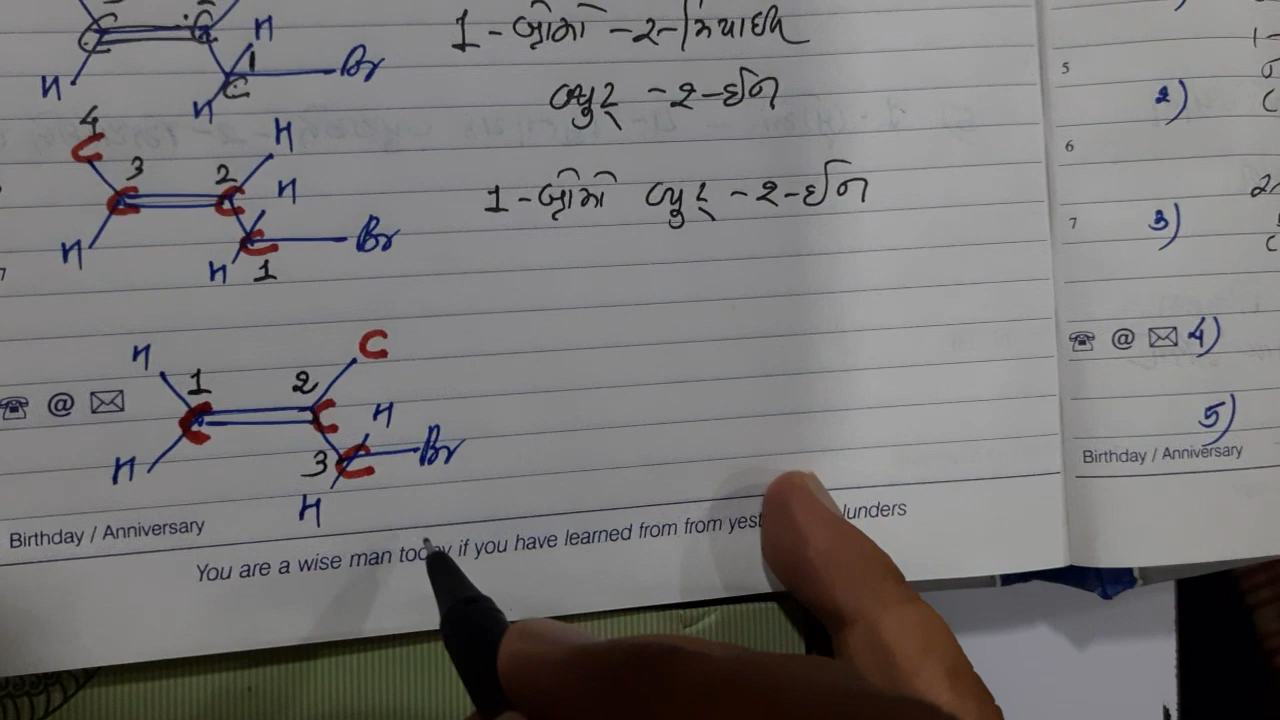 C C
H C 1 H Br
H
1-બ્રોમો-2-મિથાઈલ
બ્યુટ્-2-ઈન
4
C 3 2 H
C C H
H C Br
H 1
1-બ્રોમો બ્યુટ્-2-ઈન
H 1 2 C
C C H
H 3 C Br
H
Birthday / Anniversary
You are a wise man today if you have learned from from yest lunders
5
2)
6
7
3)
@ 4)
5)
Birthday / Anniversary